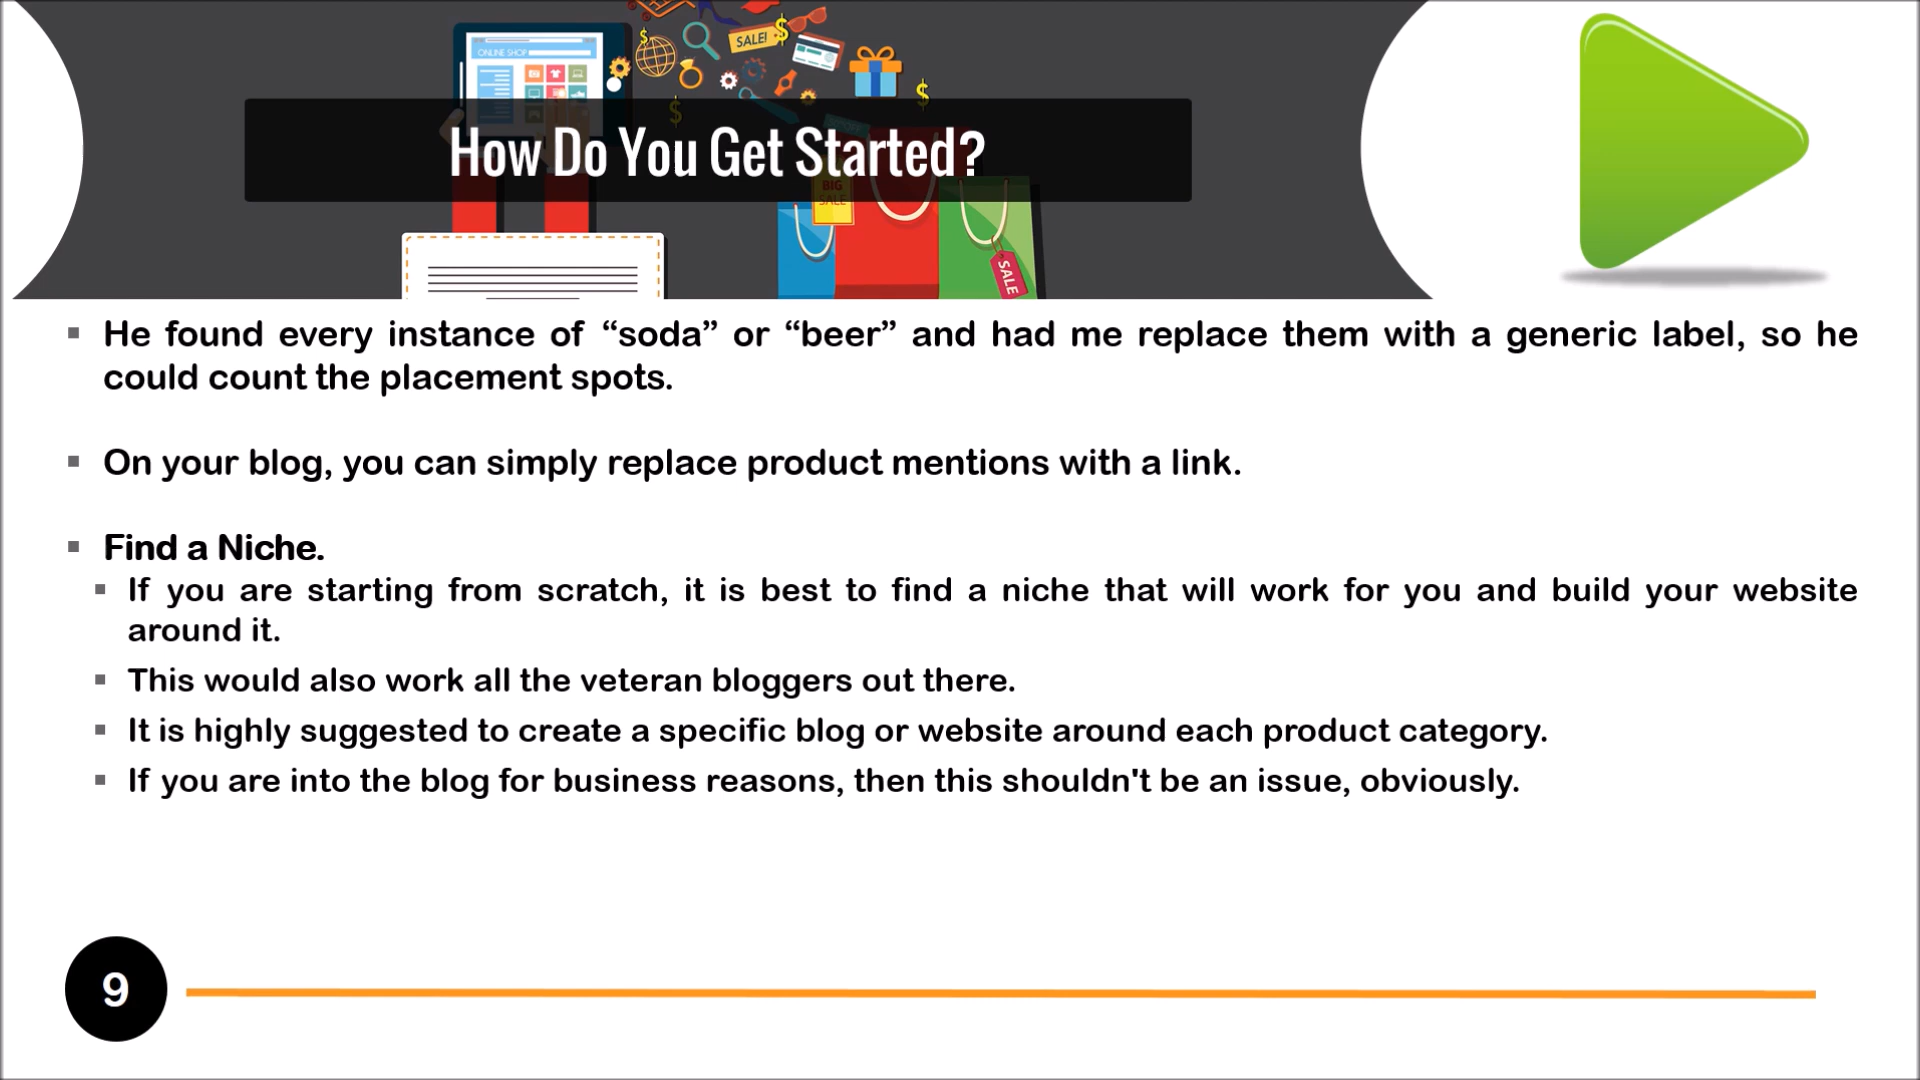 ONLINE SHOP
SALE!
How Do You Get Started?
BIG
SALE
SALE
▪ He found every instance of “soda” or “beer” and had me replace them with a generic label, so he
could count the placement spots.
▪ On your blog, you can simply replace product mentions with a link.
▪ Find a Niche.
▪ If you are starting from scratch, it is best to find a niche that will work for you and build your website
around it.
▪ This would also work all the veteran bloggers out there.
▪ It is highly suggested to create a specific blog or website around each product category.
▪ If you are into the blog for business reasons, then this shouldn't be an issue, obviously.
9